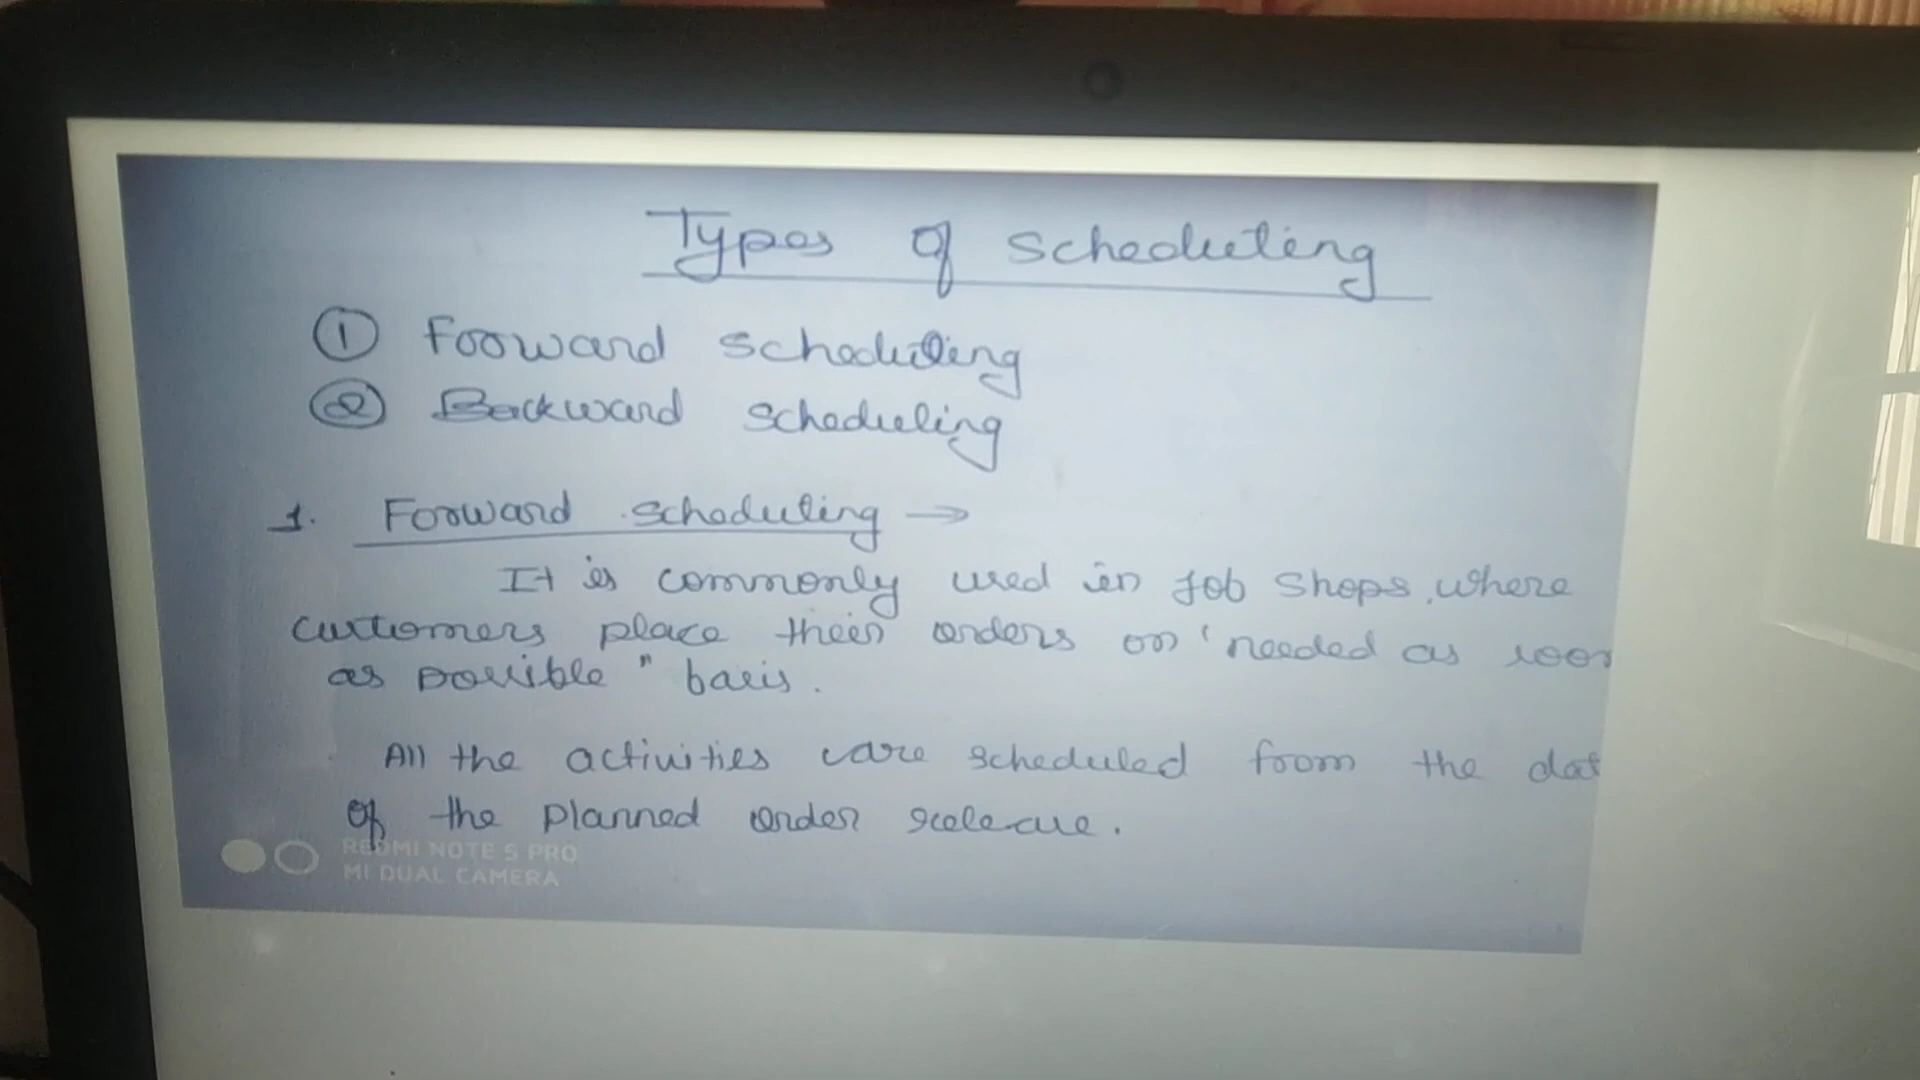 Types of Scheduling
① Forward Scheduling
② Backward Scheduling
1. Forward Scheduling →
It is commonly used in Job Shops, where
customers place their orders on 'needed as soon
as possible" basis.
All the activities are scheduled from the dat
of the planned order release.
REDMI NOTE 5 PRO
MI DUAL CAMERA